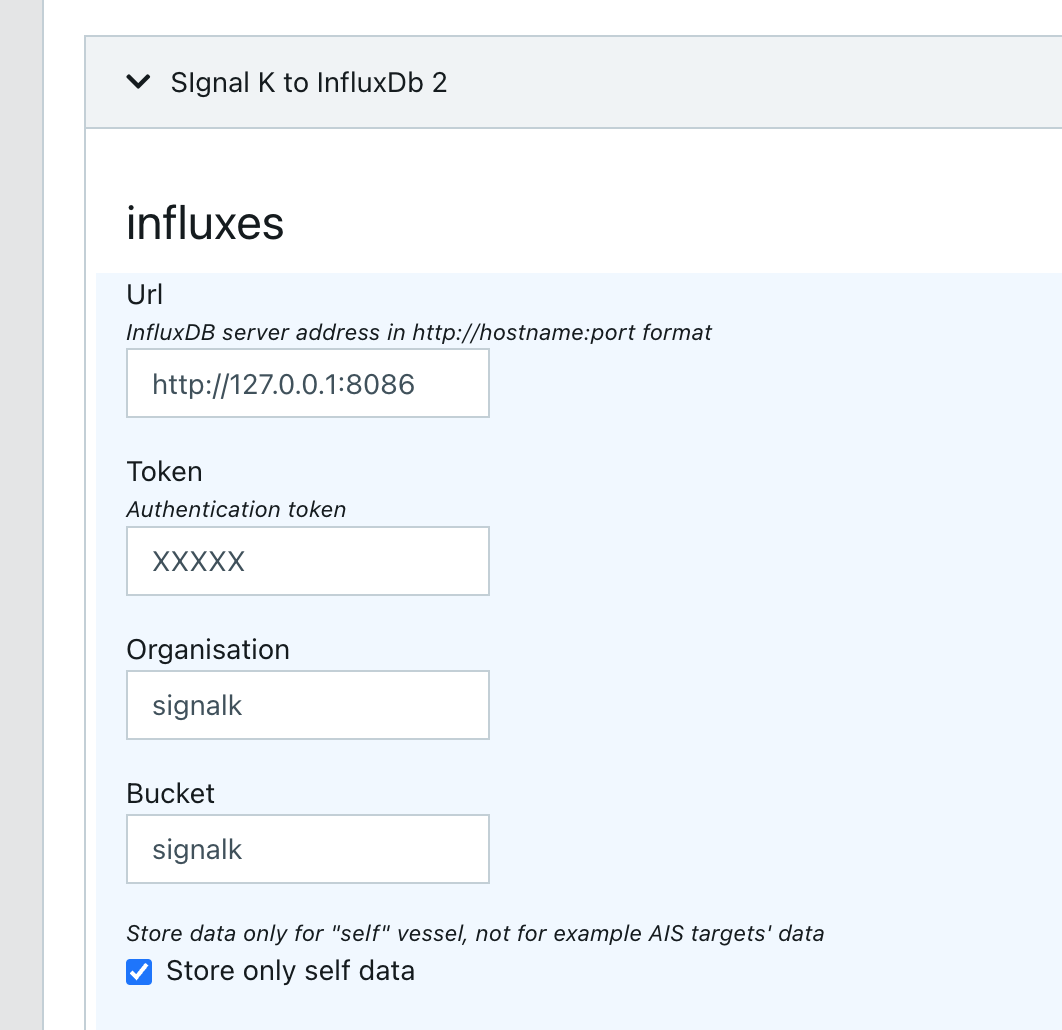 SIgnal K to InfluxDb 2
influxes
Url
InfluxDB server address in http://hostname:port format
http://127.0.0.1:8086
Token
Authentication token
XXXXX
Organisation
signalk
Bucket
signalk
Store data only for "self" vessel, not for example AIS targets' data
Store only self data